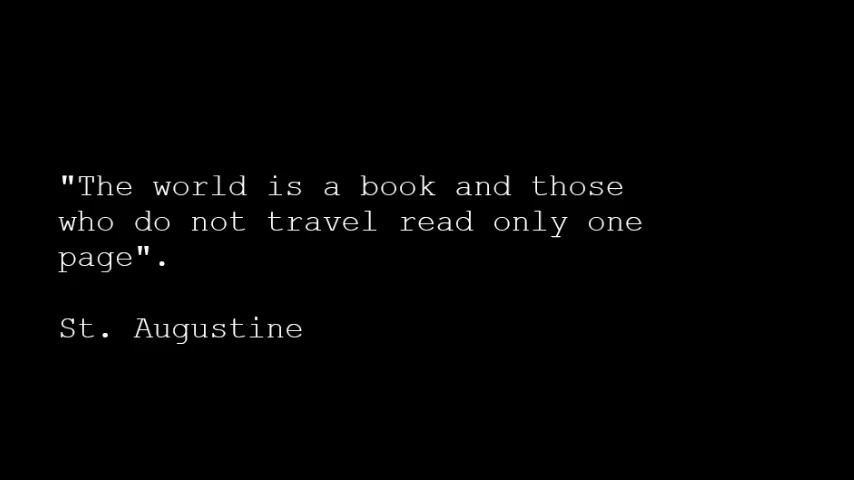 "The world is a book and those
who do not travel read only one
page".
St. Augustine